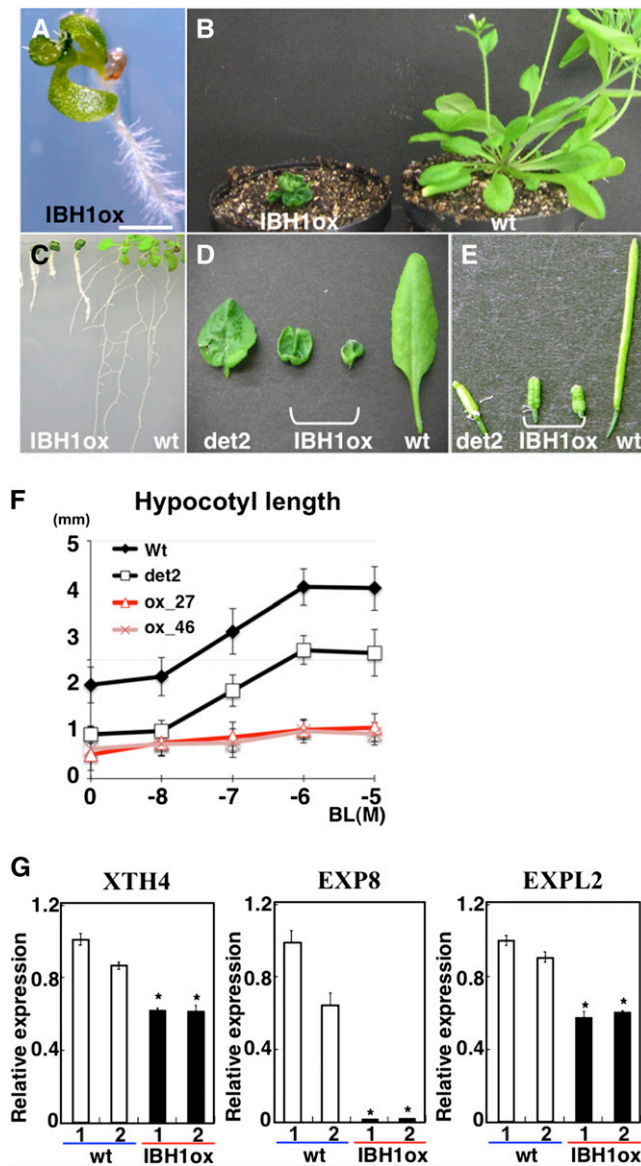 A
IBH1ox
B
IBH1ox
wt
C
IBH1ox wt
D
det2 IBH1ox wt
E
det2 IBH1ox wt
F
Hypocotyl length
(mm)
5
4
3
2
1
0
Wt
det2
ox_27
ox_46
0 -8 -7 -6 -5
BL(M)
G
XTH4
Relative expression
1.2
0.8
0.4
0
* *
1 2 1 2
wt IBH1ox
EXP8
Relative expression
1.2
0.8
0.4
0
* *
1 2 1 2
wt IBH1ox
EXPL2
Relative expression
1.2
0.8
0.4
0
* *
1 2 1 2
wt IBH1ox